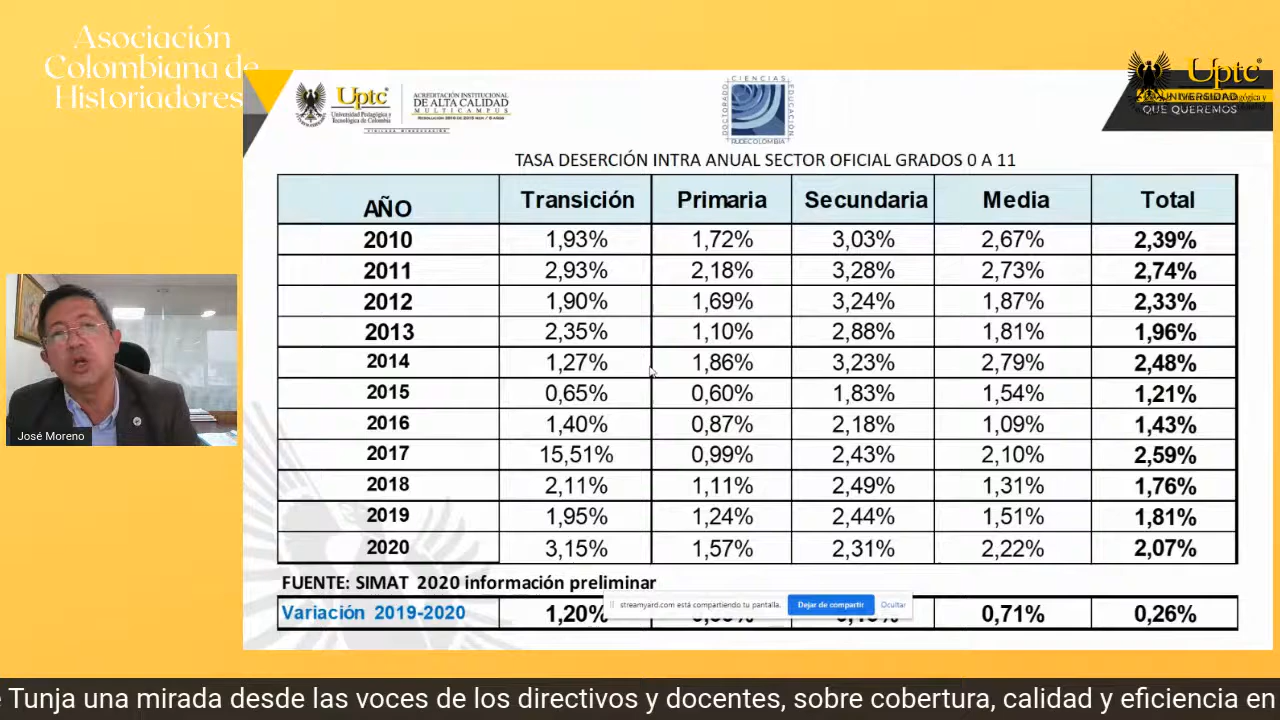 Asociación
Colombiana de
Historiadores
Uptc
Universidad Pedagógica y
Tecnológica de Colombia
ACREDITACIÓN INSTITUCIONAL
DE ALTA CALIDAD
MULTICAMPUS
CIENCIAS
DOCTORADO
EDUCACIÓN
RUDECOLOMBIA
Uptc
UNIVERSIDAD
QUE QUEREMOS
TASA DESERCIÓN INTRA ANUAL SECTOR OFICIAL GRADOS 0 A 11
AÑO Transición Primaria Secundaria Media Total
2010 1,93% 1,72% 3,03% 2,67% 2,39%
2011 2,93% 2,18% 3,28% 2,73% 2,74%
2012 1,90% 1,69% 3,24% 1,87% 2,33%
2013 2,35% 1,10% 2,88% 1,81% 1,96%
2014 1,27% 1,86% 3,23% 2,79% 2,48%
2015 0,65% 0,60% 1,83% 1,54% 1,21%
2016 1,40% 0,87% 2,18% 1,09% 1,43%
2017 15,51% 0,99% 2,43% 2,10% 2,59%
2018 2,11% 1,11% 2,49% 1,31% 1,76%
2019 1,95% 1,24% 2,44% 1,51% 1,81%
2020 3,15% 1,57% 2,31% 2,22% 2,07%
FUENTE: SIMAT 2020 información preliminar
streamyard.com está compartiendo tu pantalla. Dejar de compartir Ocultar
Variación 2019-2020 1,20% 0,71% 0,26%
José Moreno
Tunja una mirada desde las voces de los directivos y docentes, sobre cobertura, calidad y eficiencia en